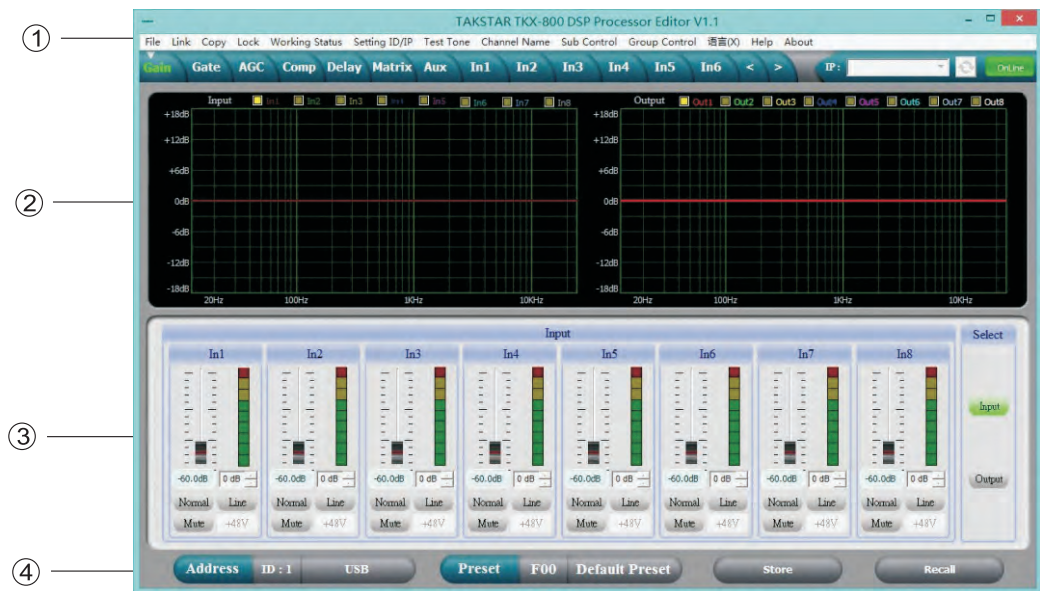 TAKSTAR TKX-800 DSP Processor Editor V1.1
① File Link Copy Lock Working Status Setting ID/IP Test Tone Channel Name Sub Control Group Control 语言(X) Help About
Gain Gate AGC Comp Delay Matrix Aux In1 In2 In3 In4 In5 In6 < > IP: OnLine
Input In1 In2 In3 In4 In5 In6 In7 In8
Output Out1 Out2 Out3 Out4 Out5 Out6 Out7 Out8
+18dB +18dB
+12dB +12dB
+6dB +6dB
② 0dB 0dB
-6dB -6dB
-12dB -12dB
-18dB -18dB
20Hz 100Hz 1KHz 10KHz 20Hz 100Hz 1KHz 10KHz
Input Select
In1 In2 In3 In4 In5 In6 In7 In8
Input
③
-60.0dB 0 dB -60.0dB 0 dB -60.0dB 0 dB -60.0dB 0 dB -60.0dB 0 dB -60.0dB 0 dB -60.0dB 0 dB -60.0dB 0 dB Output
Normal Line Normal Line Normal Line Normal Line Normal Line Normal Line Normal Line Normal Line
Mute +48V Mute +48V Mute +48V Mute +48V Mute +48V Mute +48V Mute +48V Mute +48V
④ Address ID : 1 USB Preset F00 Default Preset Store Recall